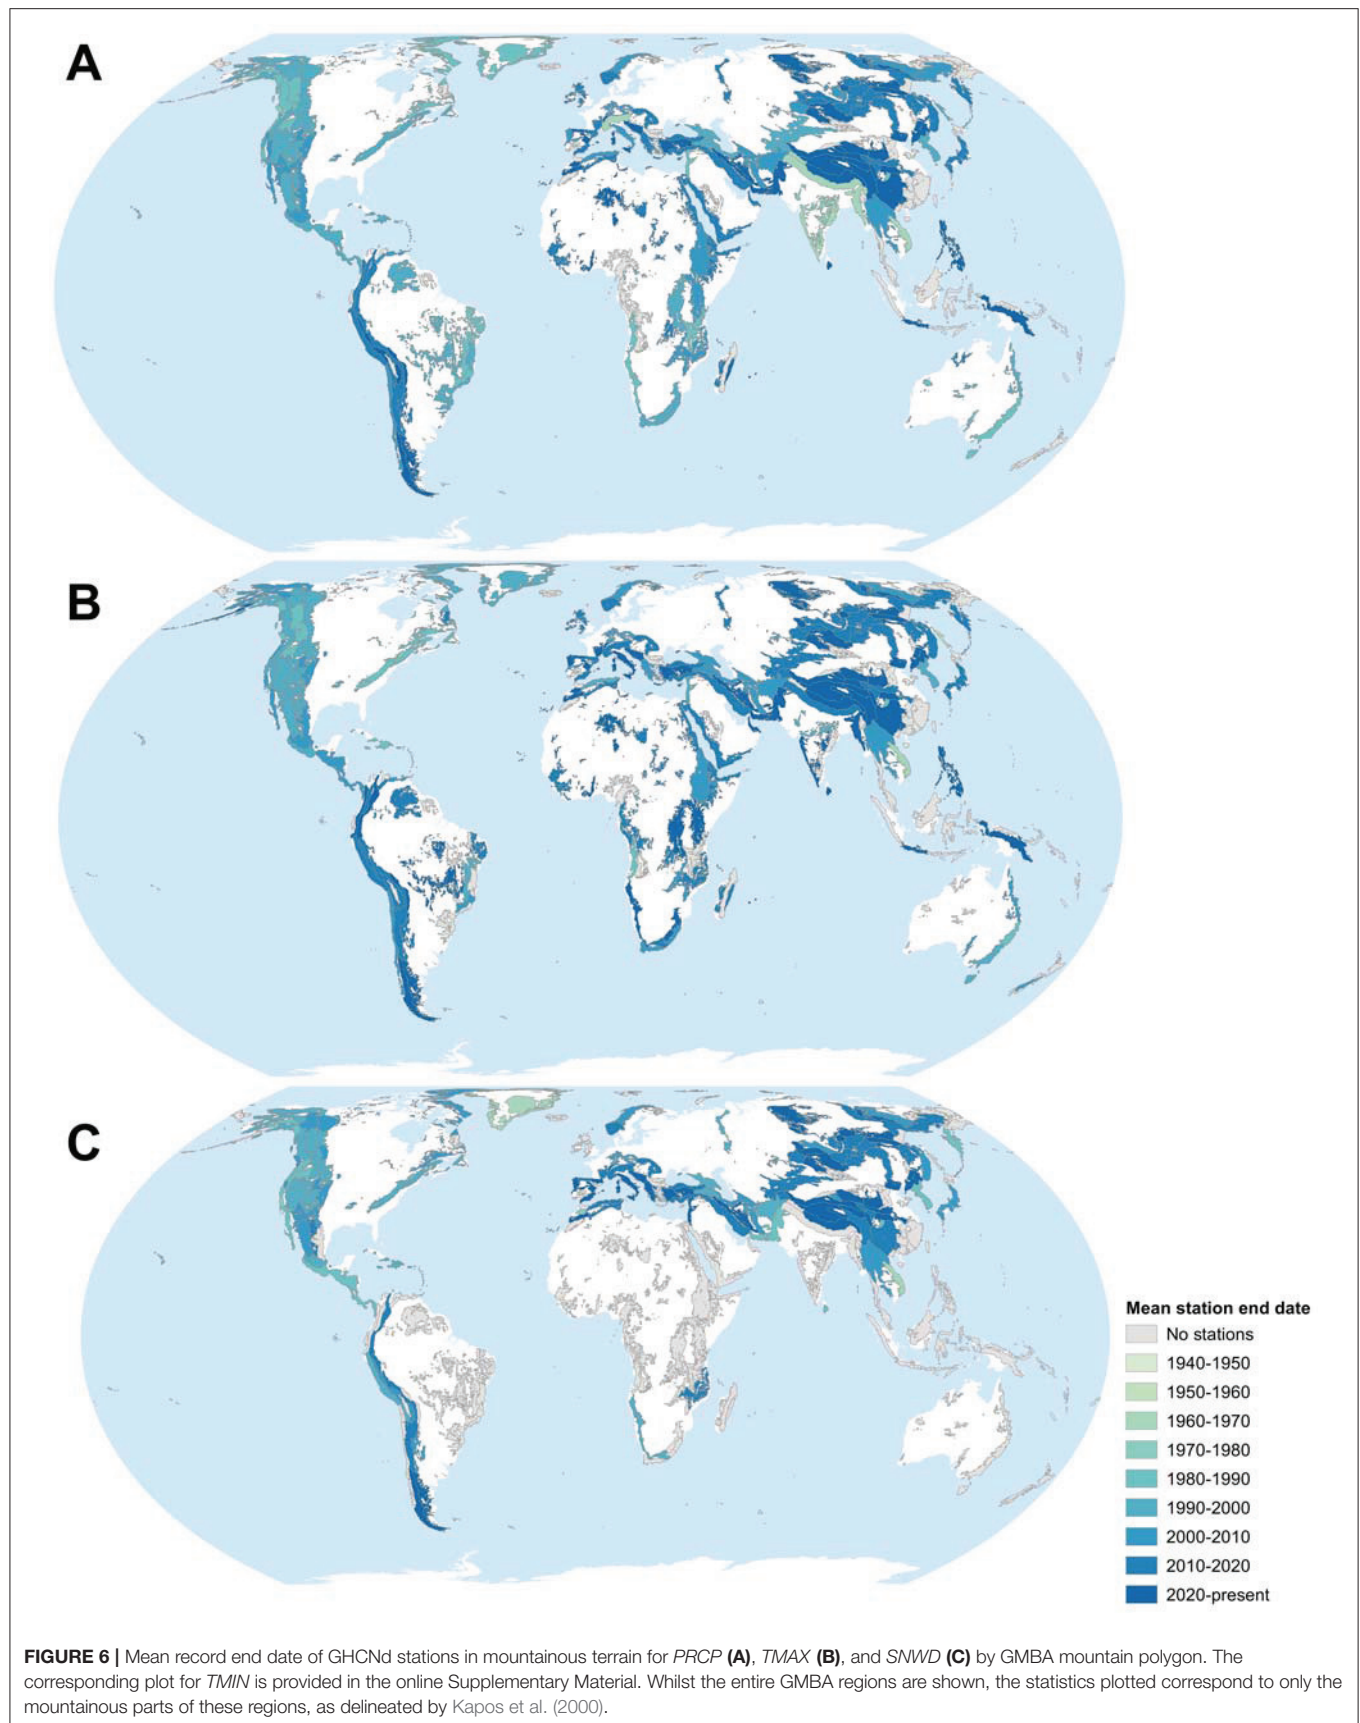 A
B
C
Mean station end date
No stations
1940-1950
1950-1960
1960-1970
1970-1980
1980-1990
1990-2000
2000-2010
2010-2020
2020-present
FIGURE 6 | Mean record end date of GHCNd stations in mountainous terrain for PRCP (A), TMAX (B), and SNWD (C) by GMBA mountain polygon. The
corresponding plot for TMIN is provided in the online Supplementary Material. Whilst the entire GMBA regions are shown, the statistics plotted correspond to only the
mountainous parts of these regions, as delineated by Kapos et al. (2000).